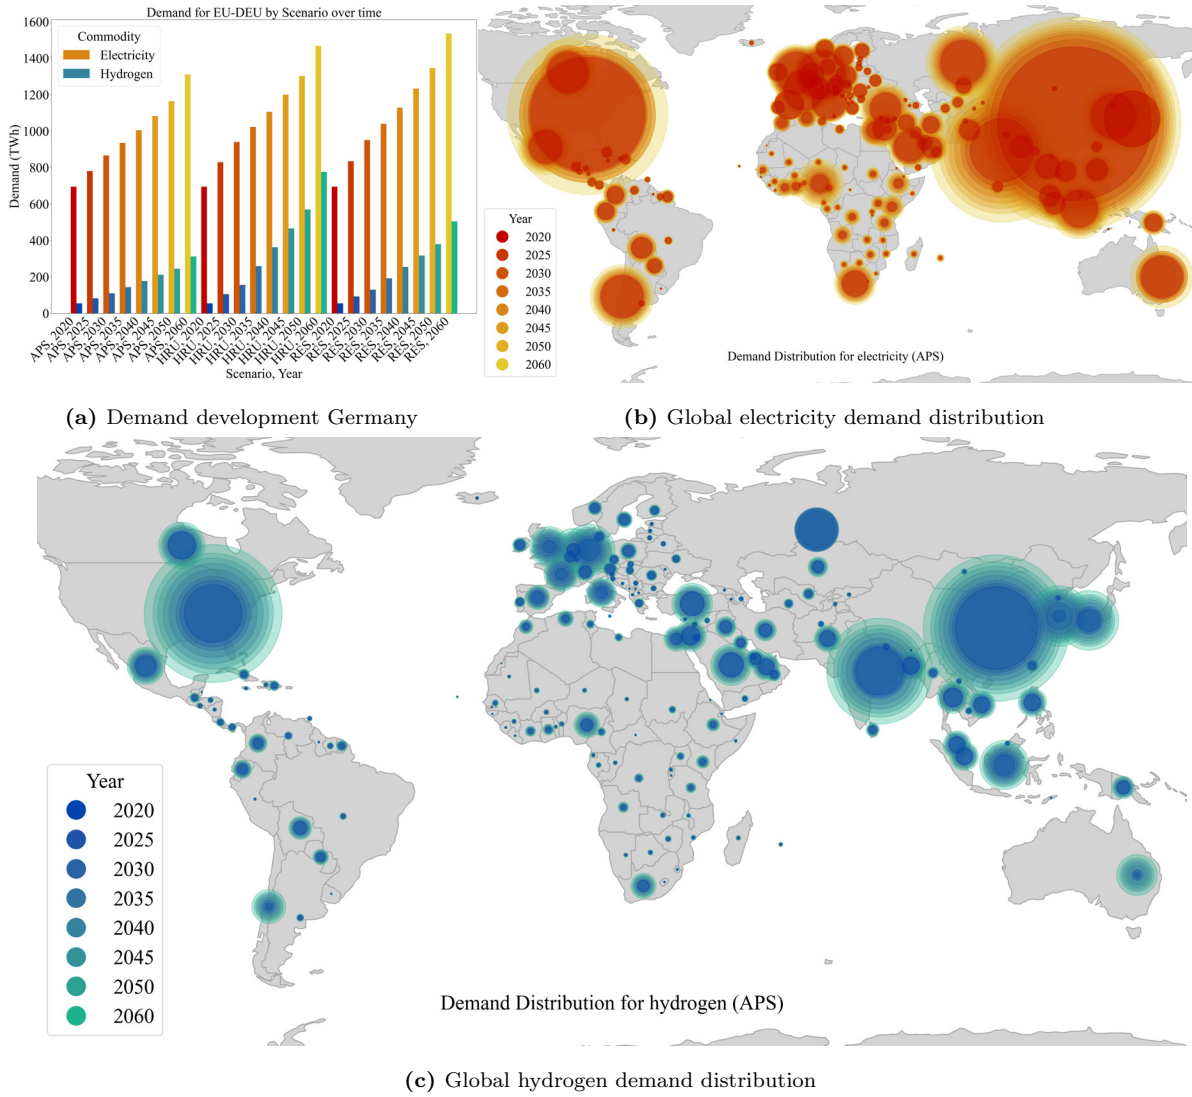 Demand for EU-DEU by Scenario over time
Demand (TWh)
1600
1400
1200
1000
800
600
400
200
0
Commodity
Electricity
Hydrogen
APS, 2020
APS, 2025
APS, 2030
APS, 2035
APS, 2040
APS, 2045
APS, 2050
APS, 2060
HRU, 2020
HRU, 2025
HRU, 2030
HRU, 2035
HRU, 2040
HRU, 2045
HRU, 2050
HRU, 2060
RES, 2020
RES, 2025
RES, 2030
RES, 2035
RES, 2040
RES, 2045
RES, 2050
RES, 2060
Scenario, Year
Year
2020
2025
2030
2035
2040
2045
2050
2060
Demand Distribution for electricity (APS)
(a) Demand development Germany
(b) Global electricity demand distribution
Year
2020
2025
2030
2035
2040
2045
2050
2060
Demand Distribution for hydrogen (APS)
(c) Global hydrogen demand distribution